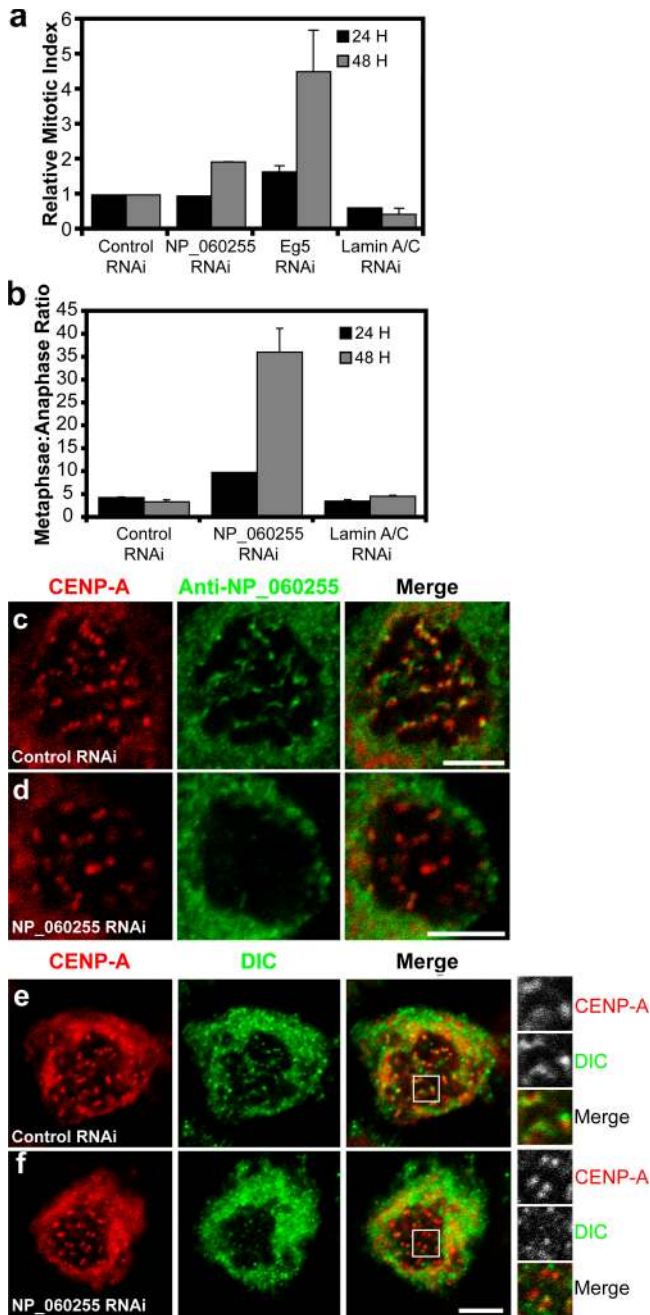 a
Relative Mitotic Index
6
5
4
3
2
1
0
24 H
48 H
Control RNAi
NP_060255 RNAi
Eg5 RNAi
Lamin A/C RNAi
b
Metaphsae:Anaphase Ratio
45
40
35
30
25
20
15
10
5
0
24 H
48 H
Control RNAi
NP_060255 RNAi
Lamin A/C RNAi
CENP-A
Anti-NP_060255
Merge
c
Control RNAi
d
NP_060255 RNAi
CENP-A
DIC
Merge
e
Control RNAi
CENP-A
DIC
Merge
f
NP_060255 RNAi
CENP-A
DIC
Merge